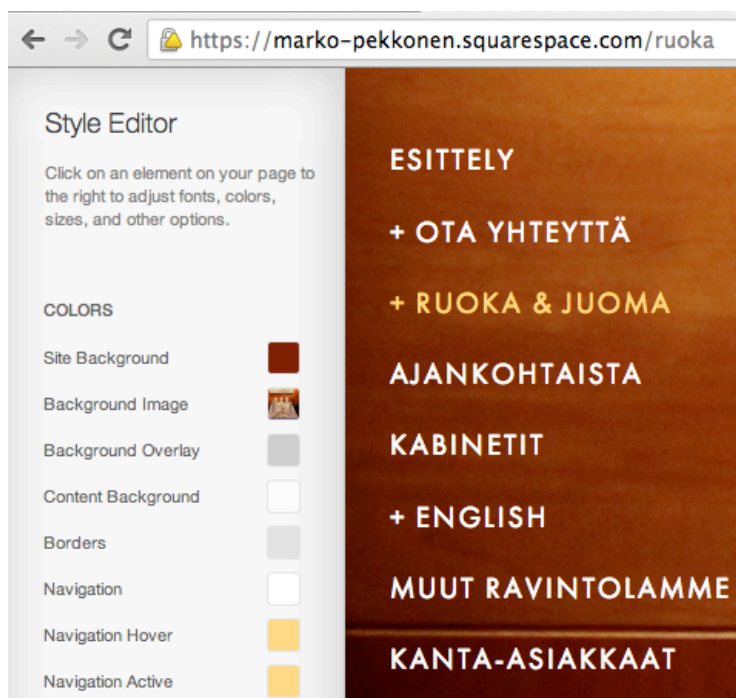 https://marko-pekkonen.squarespace.com/ruoka
Style Editor
Click on an element on your page to
the right to adjust fonts, colors,
sizes, and other options.
COLORS
Site Background
Background Image
Background Overlay
Content Background
Borders
Navigation
Navigation Hover
Navigation Active
ESITTELY
+ OTA YHTEYTTÄ
+ RUOKA & JUOMA
AJANKOHTAISTA
KABINETIT
+ ENGLISH
MUUT RAVINTOLAMME
KANTA-ASIAKKAAT